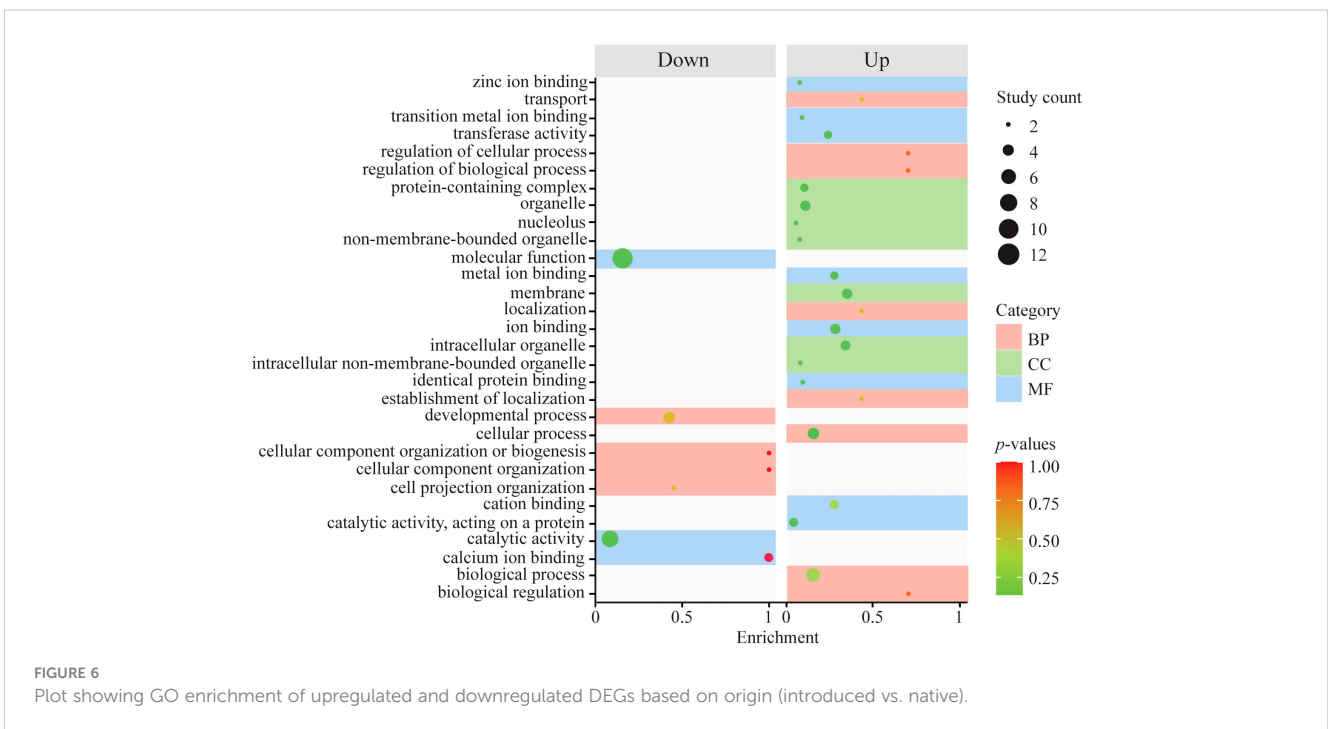 Down Up
zinc ion binding
transport
transition metal ion binding
transferase activity
regulation of cellular process
regulation of biological process
protein-containing complex
organelle
nucleolus
non-membrane-bounded organelle
molecular function
metal ion binding
membrane
localization
ion binding
intracellular organelle
intracellular non-membrane-bounded organelle
identical protein binding
establishment of localization
developmental process
cellular process
cellular component organization or biogenesis
cellular component organization
cell projection organization
cation binding
catalytic activity, acting on a protein
catalytic activity
calcium ion binding
biological process
biological regulation
0 0.5 1 0 0.5 1
Enrichment
Study count
2
4
6
8
10
12
Category
BP
CC
MF
p-values
1.00
0.75
0.50
0.25
FIGURE 6
Plot showing GO enrichment of upregulated and downregulated DEGs based on origin (introduced vs. native).